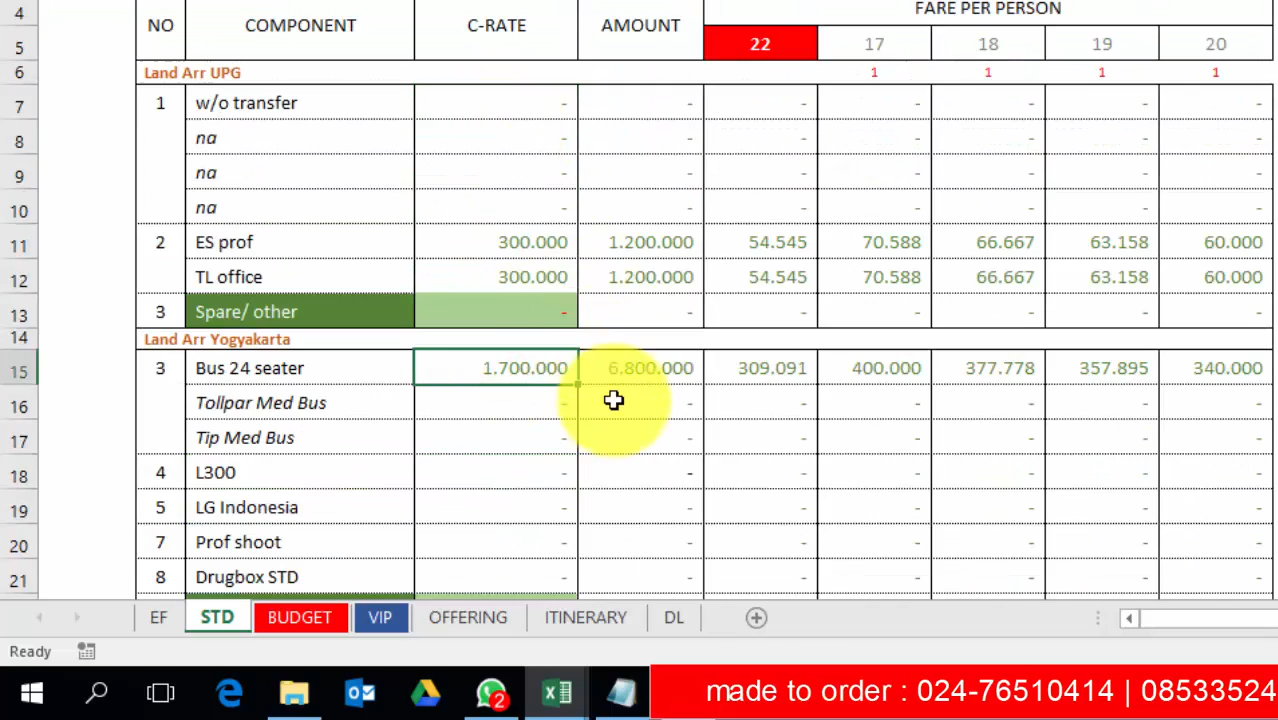 FARE PER PERSON
4 NO COMPONENT C-RATE AMOUNT
5 22 17 18 19 20
6 Land Arr UPG 1 1 1 1
7 1 w/o transfer - - - - - - -
8 na - - - - - - -
9 na - - - - - - -
10 na - - - - - - -
11 2 ES prof 300.000 1.200.000 54.545 70.588 66.667 63.158 60.000
12 TL office 300.000 1.200.000 54.545 70.588 66.667 63.158 60.000
13 3 Spare/ other - - - - - - -
14 Land Arr Yogyakarta
15 3 Bus 24 seater 1.700.000 6.800.000 309.091 400.000 377.778 357.895 340.000
16 Tollpar Med Bus - - - - - - -
17 Tip Med Bus - - - - - - -
18 4 L300 - - - - - - -
19 5 LG Indonesia - - - - - - -
20 7 Prof shoot - - - - - - -
21 8 Drugbox STD - - - - - - -
EF STD BUDGET VIP OFFERING ITINERARY DL
Ready
2
made to order : 024-76510414 | 08533524